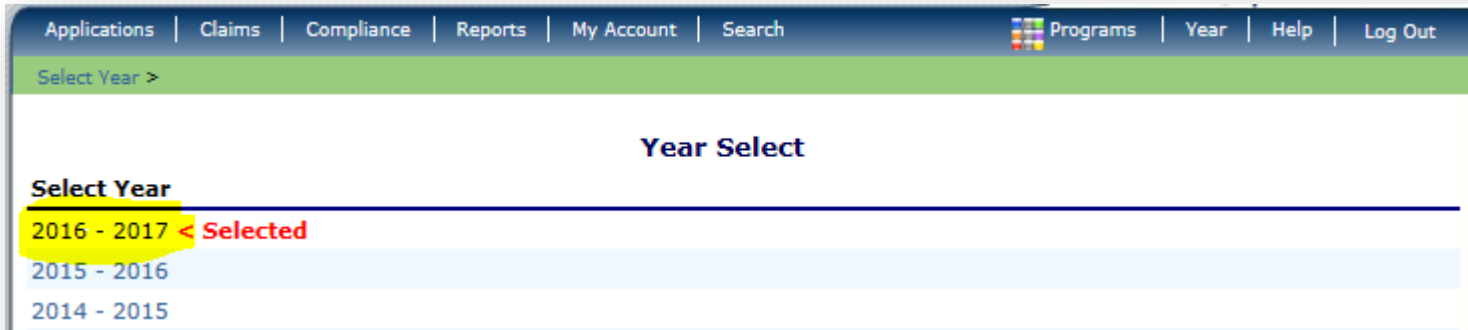 Applications | Claims | Compliance | Reports | My Account | Search Programs | Year | Help | Log Out
Select Year >
Year Select
Select Year
2016 - 2017 < Selected
2015 - 2016
2014 - 2015